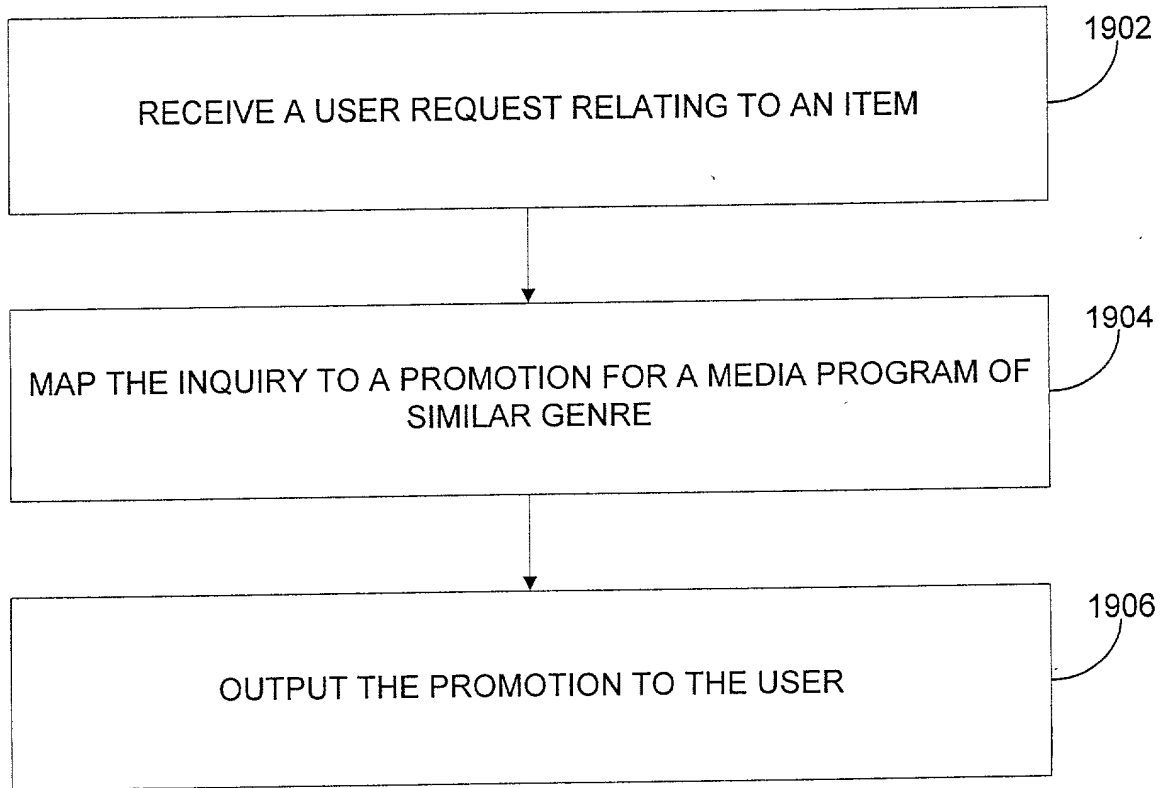 1902
RECEIVE A USER REQUEST RELATING TO AN ITEM
1904
MAP THE INQUIRY TO A PROMOTION FOR A MEDIA PROGRAM OF
SIMILAR GENRE
1906
OUTPUT THE PROMOTION TO THE USER